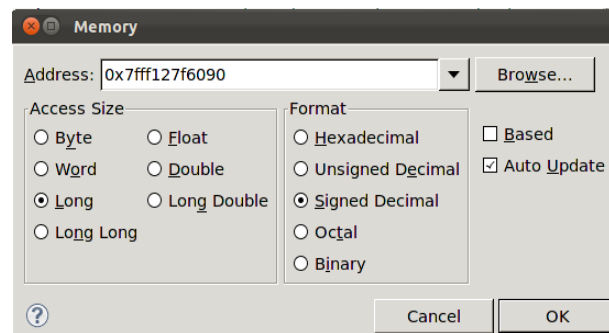 Memory
Address: 0x7fff127f6090 Browse...
Access Size Format
Byte Float Hexadecimal Based
Word Double Unsigned Decimal Auto Update
Long Long Double Signed Decimal
Long Long Octal
Binary
? Cancel OK